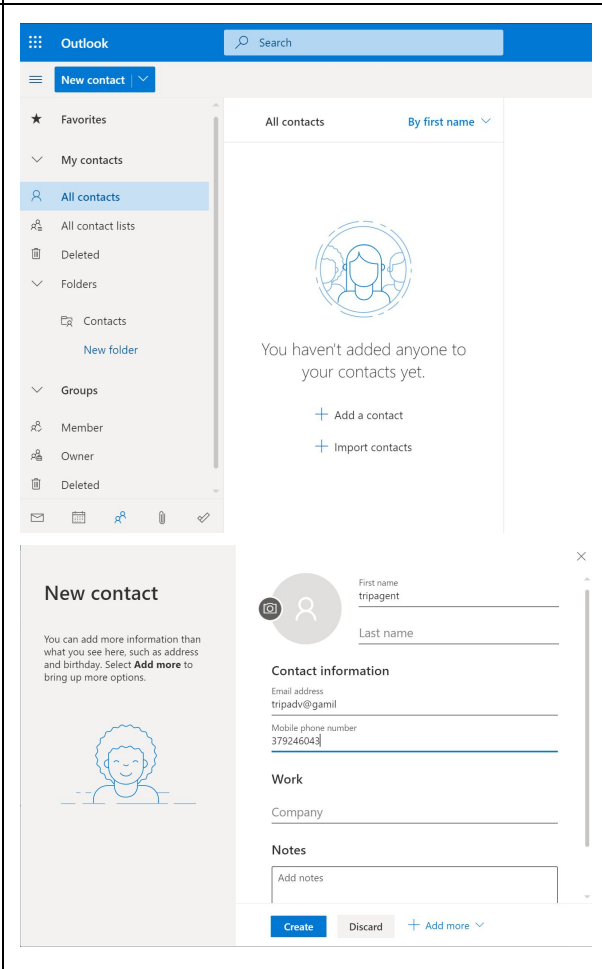 Outlook
Search
New contact
Favorites
All contacts
By first name
My contacts
All contacts
All contact lists
Deleted
Folders
Contacts
New folder
You haven't added anyone to
your contacts yet.
Add a contact
Import contacts
Groups
Member
Owner
Deleted
New contact
You can add more information than
what you see here, such as address
and birthday. Select Add more to
bring up more options.
First name
tripagent
Last name
Contact information
Email address
tripadv@gamil
Mobile phone number
379246043
Work
Company
Notes
Add notes
Create
Discard
Add more